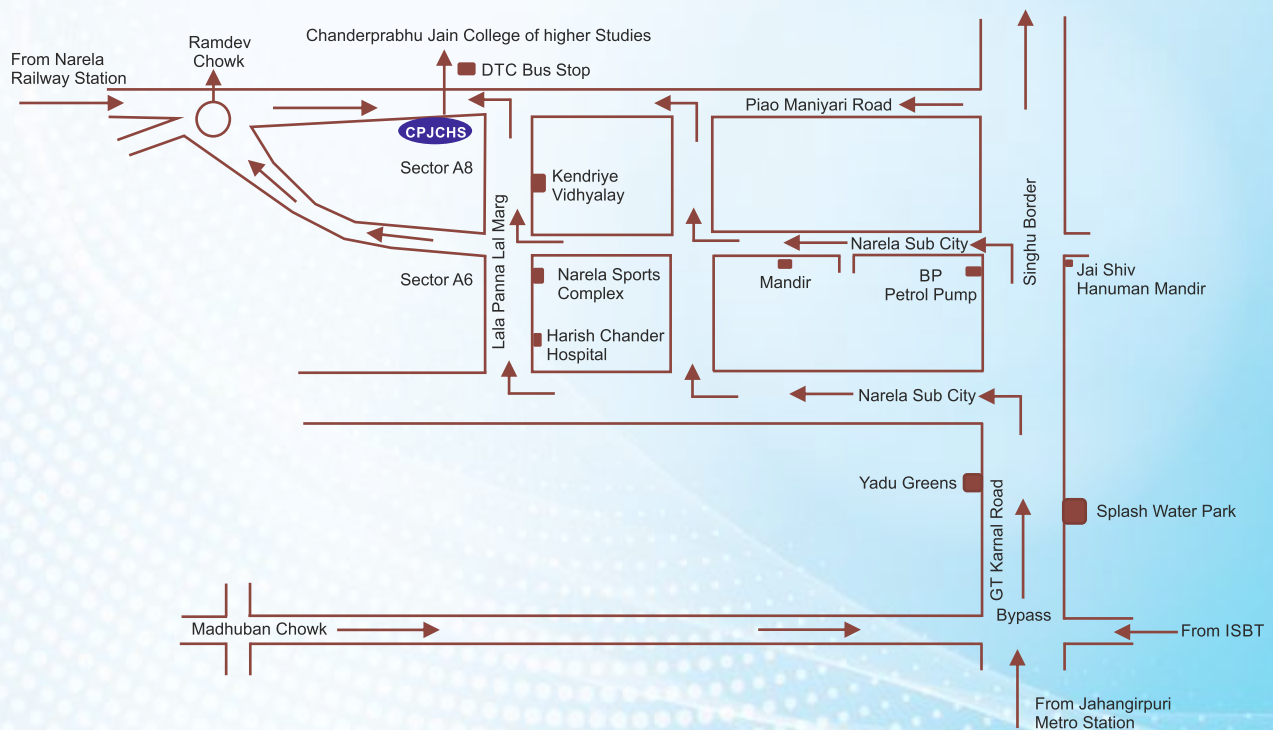 Chanderprabhu Jain College of higher Studies
Ramdev
Chowk
From Narela
Railway Station
DTC Bus Stop
Piao Maniyari Road
CPJCHS
Sector A8
Kendriye
Vidhyalay
Lala Panna Lal Marg
Singhu Border
Narela Sub City
Sector A6
Narela Sports
Complex
Mandir
BP
Petrol Pump
Jai Shiv
Hanuman Mandir
Harish Chander
Hospital
Narela Sub City
Yadu Greens
GT Karnal Road
Splash Water Park
Bypass
Madhuban Chowk
From ISBT
From Jahangirpuri
Metro Station